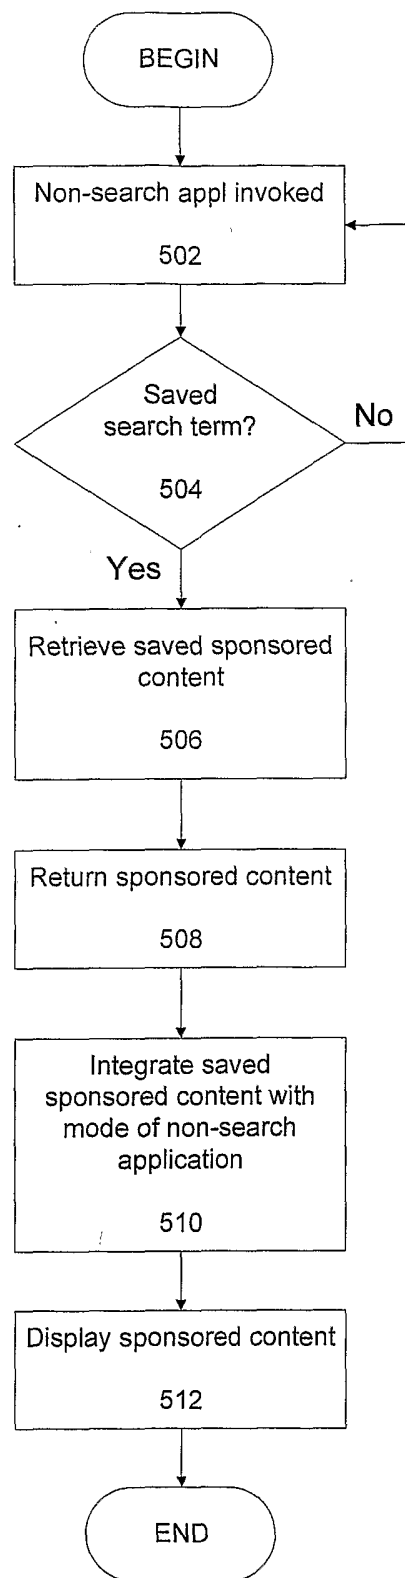 BEGIN
Non-search appl invoked
502
Saved
search term?
504
No
Yes
Retrieve saved sponsored
content
506
Return sponsored content
508
Integrate saved
sponsored content with
mode of non-search
application
510
Display sponsored content
512
END